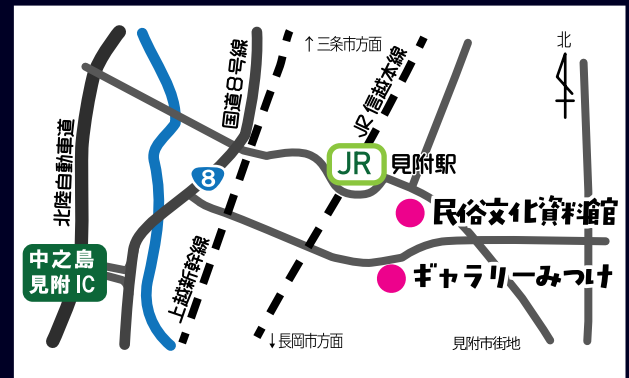 ↑三条市方面
北
国道8号線
JR信越本線
北陸自動車道
JR
見附駅
8
民俗文化資料館
中之島
見附IC
上越新幹線
ギャラリーみつけ
↓長岡市方面
見附市街地